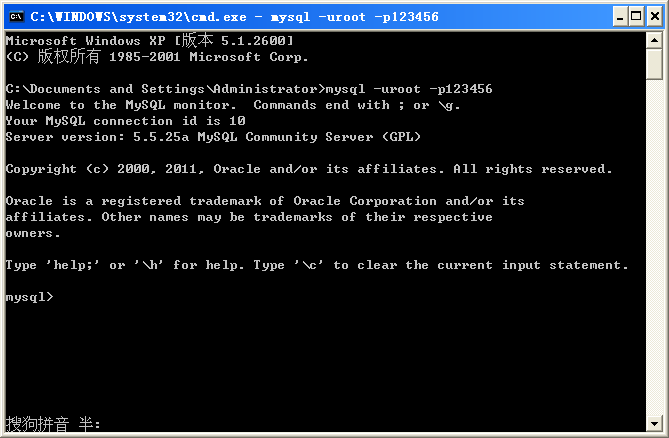 C:\WINDOWS\system32\cmd.exe - mysql -uroot -p123456
Microsoft Windows XP [版本 5.1.2600]
(C) 版权所有 1985-2001 Microsoft Corp.
C:\Documents and Settings\Administrator>mysql -uroot -p123456
Welcome to the MySQL monitor.  Commands end with ; or \g.
Your MySQL connection id is 10
Server version: 5.5.25a MySQL Community Server (GPL)
Copyright (c) 2000, 2011, Oracle and/or its affiliates. All rights reserved.
Oracle is a registered trademark of Oracle Corporation and/or its
affiliates. Other names may be trademarks of their respective
owners.
Type 'help;' or '\h' for help. Type '\c' to clear the current input statement.
mysql>
搜狗拼音 半: